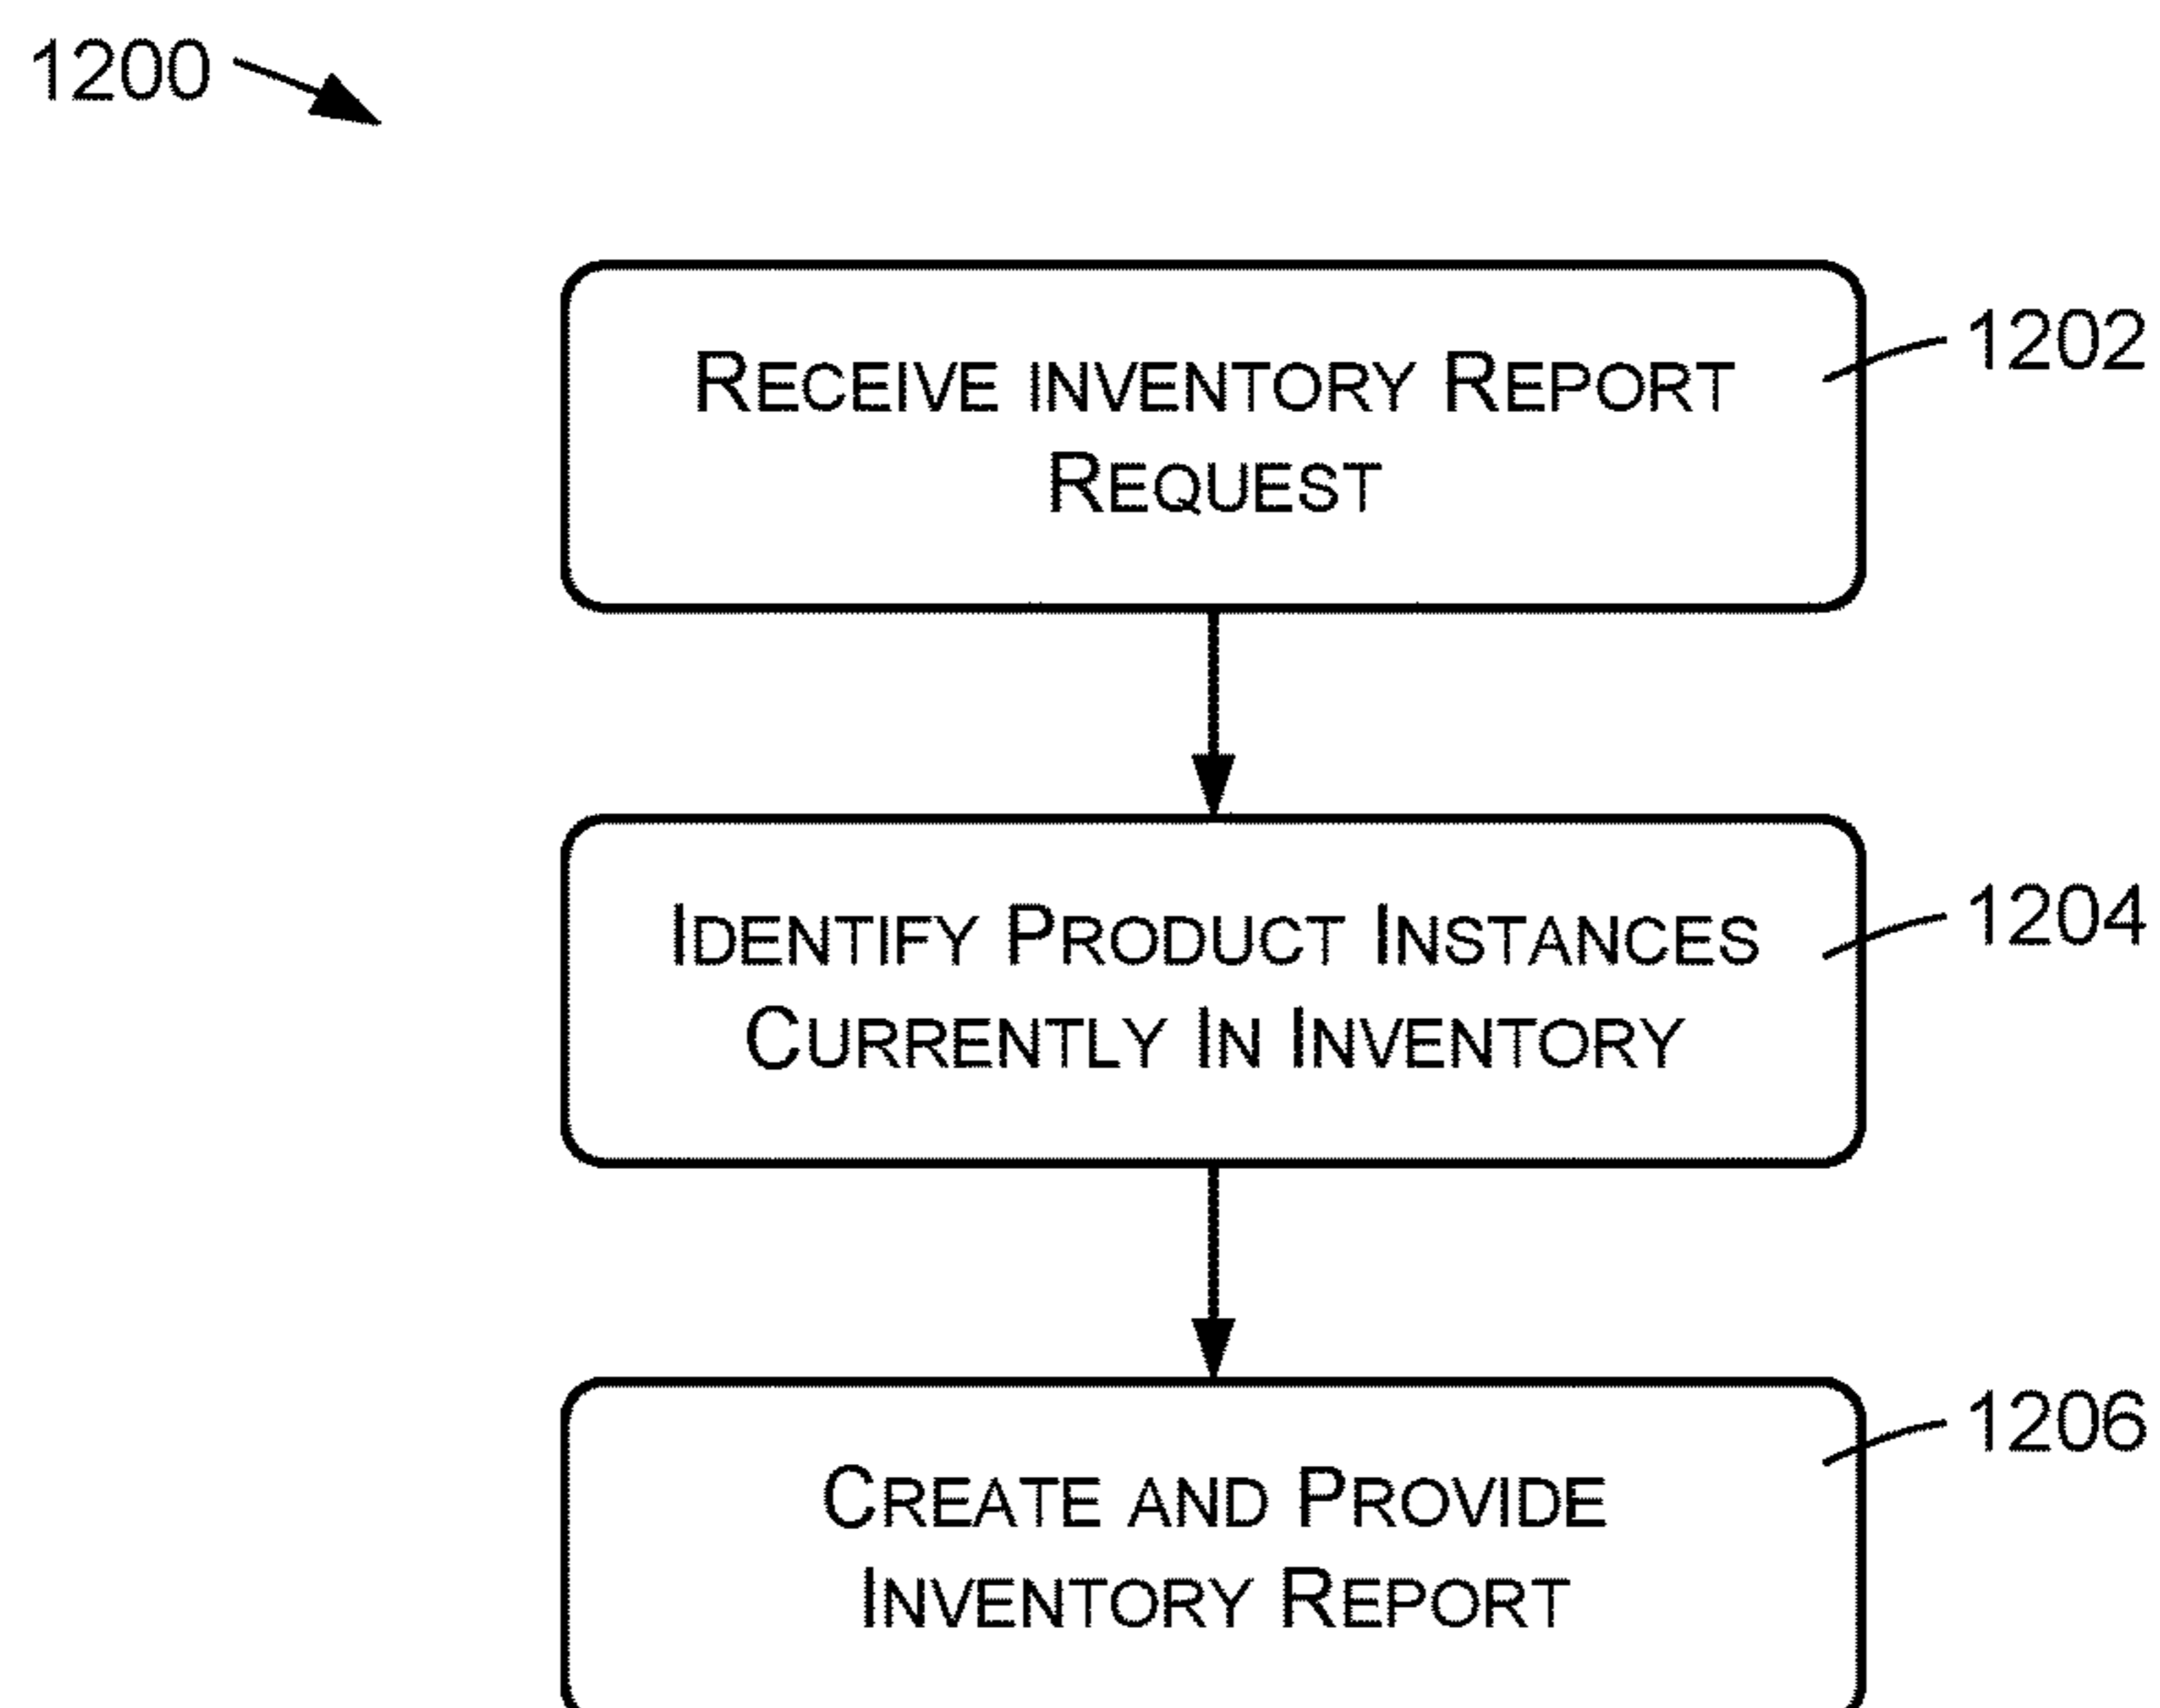 1200
RECEIVE INVENTORY REPORT
REQUEST
1202
IDENTIFY PRODUCT INSTANCES
CURRENTLY IN INVENTORY
1204
CREATE AND PROVIDE
INVENTORY REPORT
1206